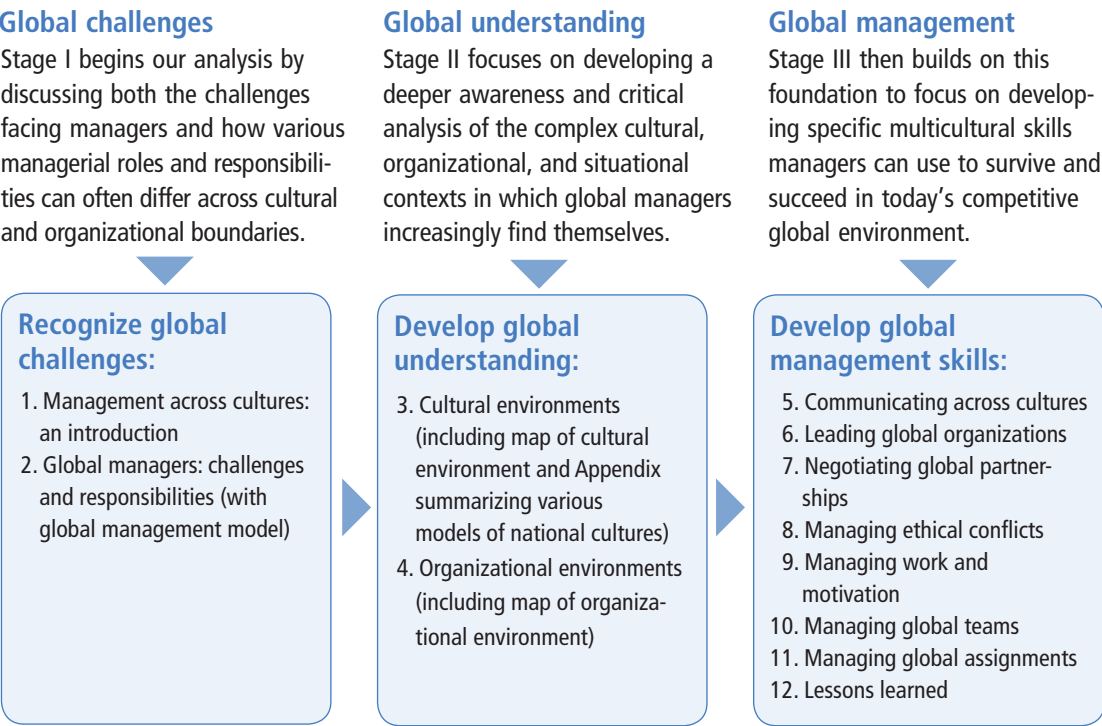 Global challenges
Stage I begins our analysis by
discussing both the challenges
facing managers and how various
managerial roles and responsibili-
ties can often differ across cultural
and organizational boundaries.
Recognize global
challenges:
1. Management across cultures:
an introduction
2. Global managers: challenges
and responsibilities (with
global management model)
Global understanding
Stage II focuses on developing a
deeper awareness and critical
analysis of the complex cultural,
organizational, and situational
contexts in which global managers
increasingly find themselves.
Develop global
understanding:
3. Cultural environments
(including map of cultural
environment and Appendix
summarizing various
models of national cultures)
4. Organizational environments
(including map of organiza-
tional environment)
Global management
Stage III then builds on this
foundation to focus on develop-
ing specific multicultural skills
managers can use to survive and
succeed in today’s competitive
global environment.
Develop global
management skills:
5. Communicating across cultures
6. Leading global organizations
7. Negotiating global partner-
ships
8. Managing ethical conflicts
9. Managing work and
motivation
10. Managing global teams
11. Managing global assignments
12. Lessons learned